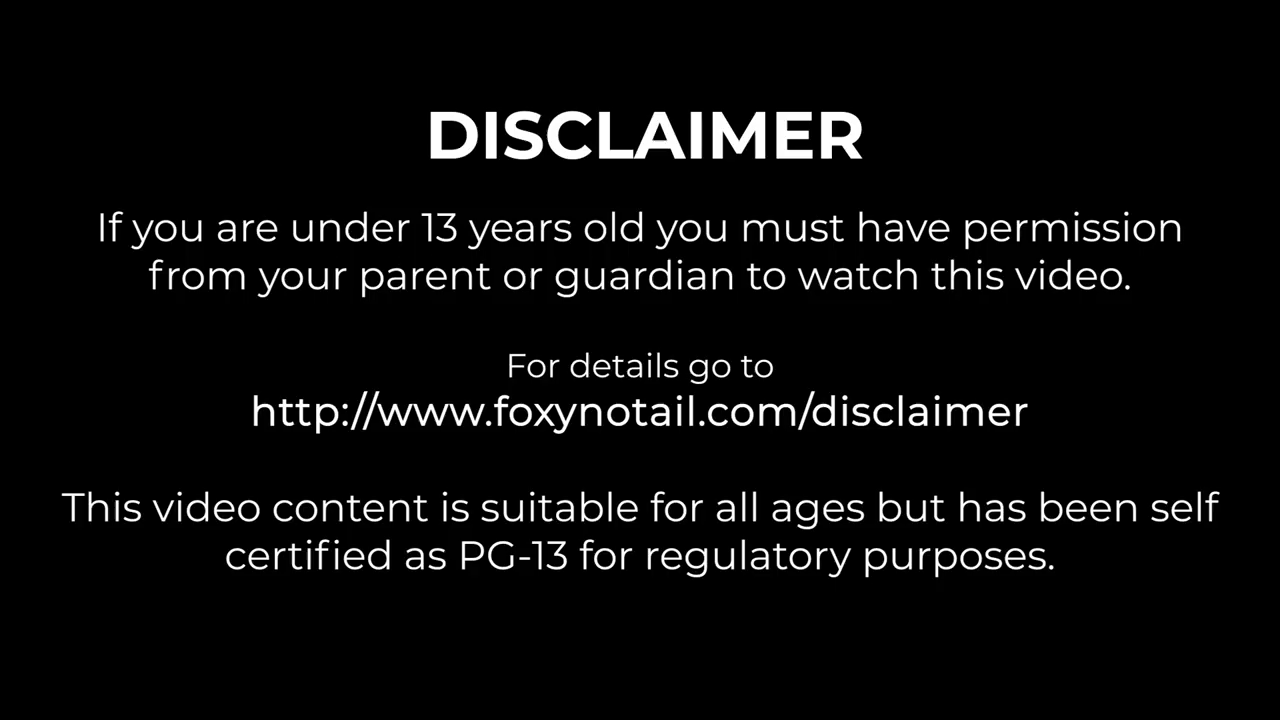 DISCLAIMER
If you are under 13 years old you must have permission
from your parent or guardian to watch this video.
For details go to
http://www.foxynotail.com/disclaimer
This video content is suitable for all ages but has been self
certified as PG-13 for regulatory purposes.